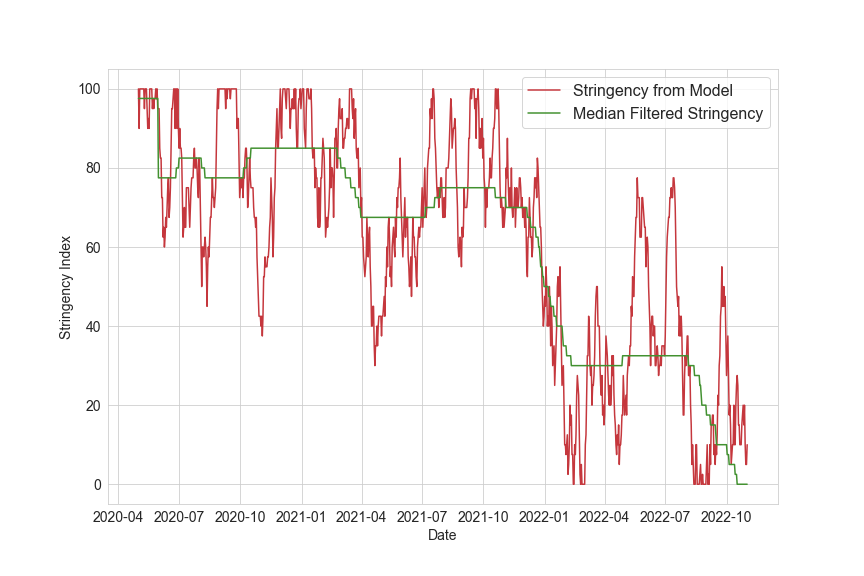 Stringency from Model
Median Filtered Stringency
100
80
60
40
20
0
Stringency Index
2020-04 2020-07 2020-10 2021-01 2021-04 2021-07 2021-10 2022-01 2022-04 2022-07 2022-10
Date